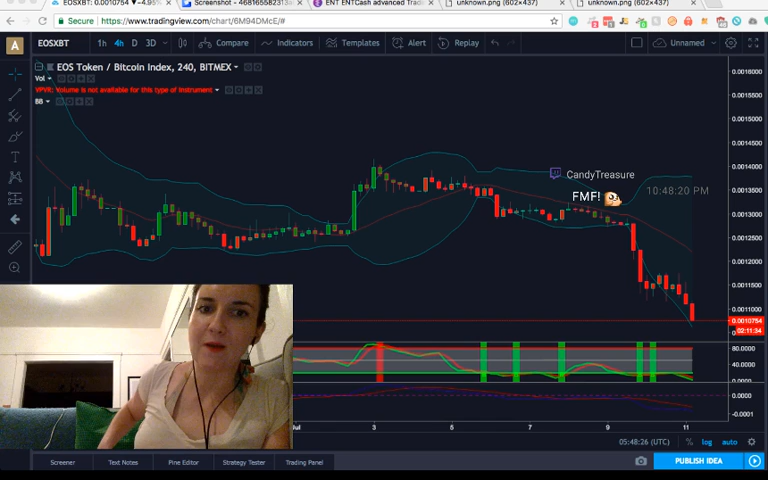 EOSXBT: 0.0010754 ▼−4.95%
Screenshot - 468165582313
ENT ENTCash advanced Tradi
unknown.png (602×437)
unknown.png (602×437)
Secure https://www.tradingview.com/chart/6M94DMcE/#
A EOSXBT 1h 4h D 3D Compare Indicators Templates Alert Replay Unnamed
EOS Token / Bitcoin Index, 240, BITMEX
Vol
VPVR: Volume is not available for this type of instrument
BB
CandyTreasure
FMF!
10:48:20 PM
0.0016000
0.0015000
0.0014000
0.0013500
0.0013000
0.0012500
0.0012000
0.0011500
0.0011000
0.0010754
02:11:34
80.0000
40.0000
0.0000
0.0000
-0.0001
Jul 3 5 7 9 11
05:48:26 (UTC) % log auto
Screener Text Notes Pine Editor Strategy Tester Trading Panel PUBLISH IDEA